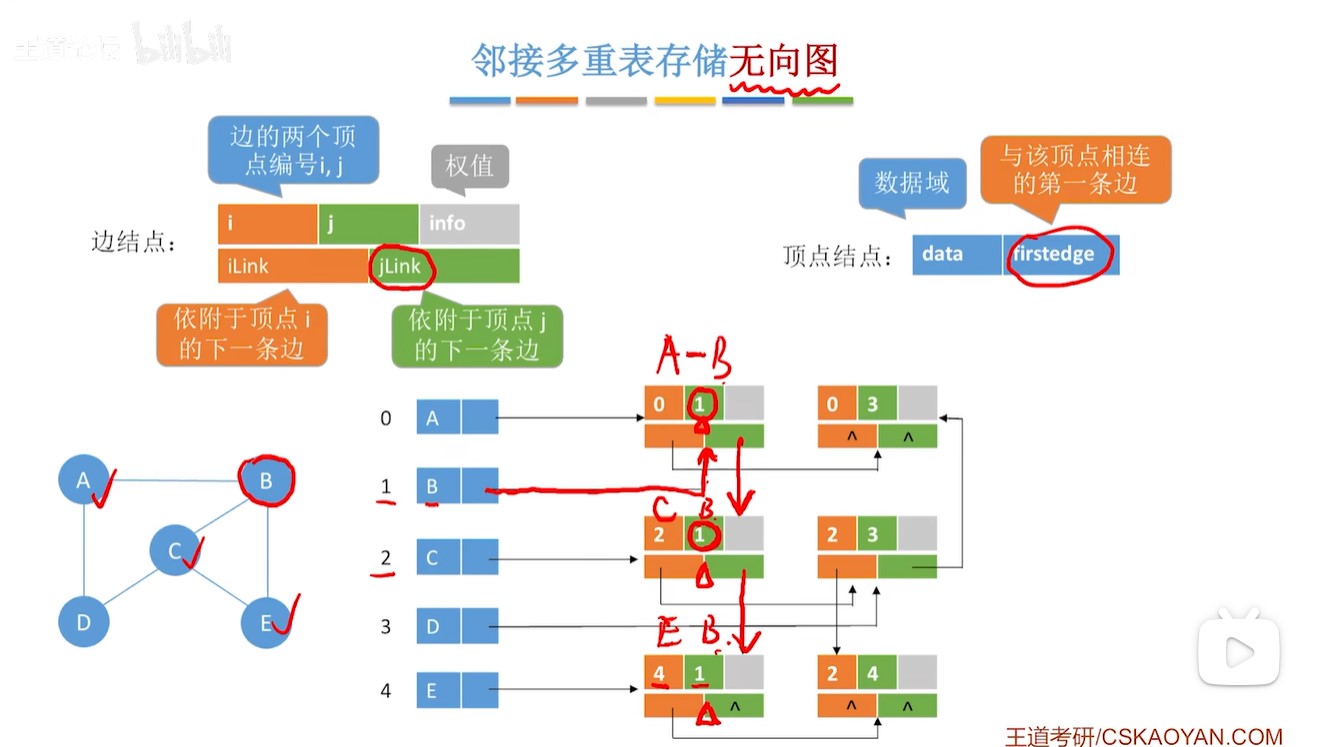 王道论坛 bilibili
邻接多重表存储无向图
边的两个顶
点编号i, j
权值
数据域
与该顶点相连
的第一条边
边结点：
i j info
iLink jLink
顶点结点：
data firstedge
依附于顶点 i
的下一条边
依附于顶点 j
的下一条边
A-B
0 A
0 1
0 3
^ ^
1 B
C B
2 C
2 1
2 3
3 D
E B
4 E
4 1
^
2 4
^ ^
A B
C
D E
王道考研/CSKAOYAN.COM